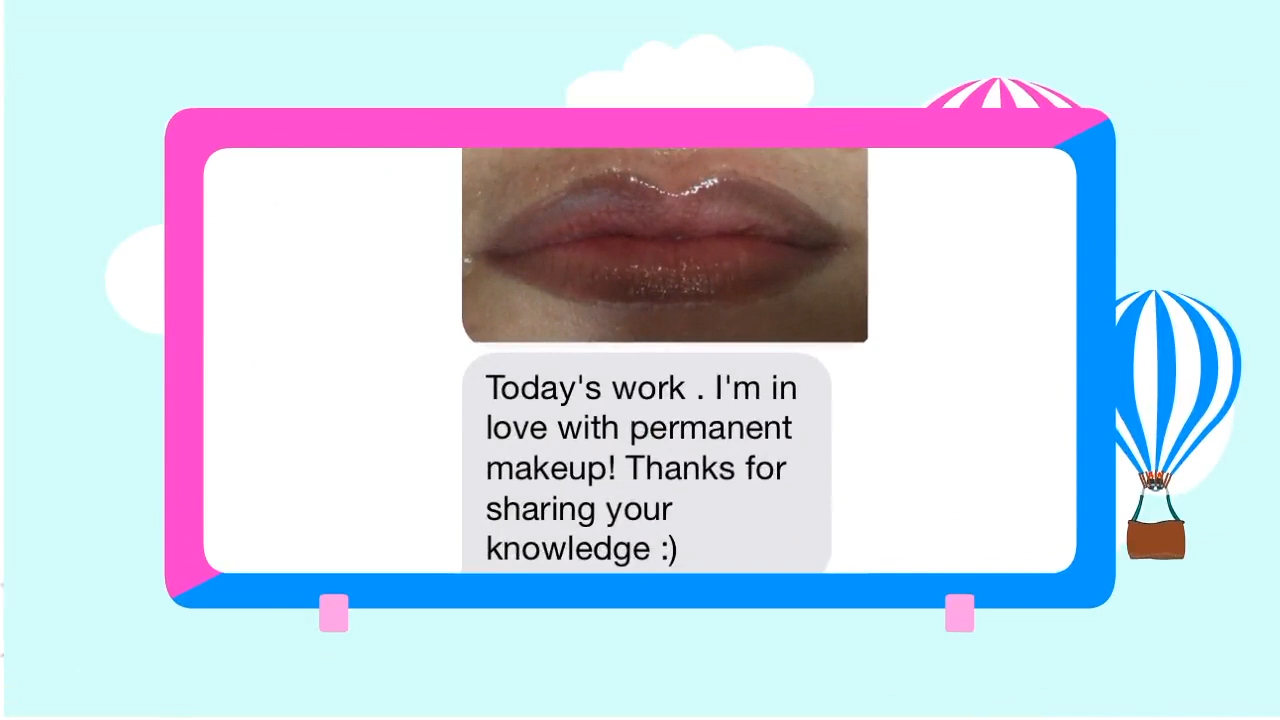 Today's work . I'm in
love with permanent
makeup! Thanks for
sharing your
knowledge :)